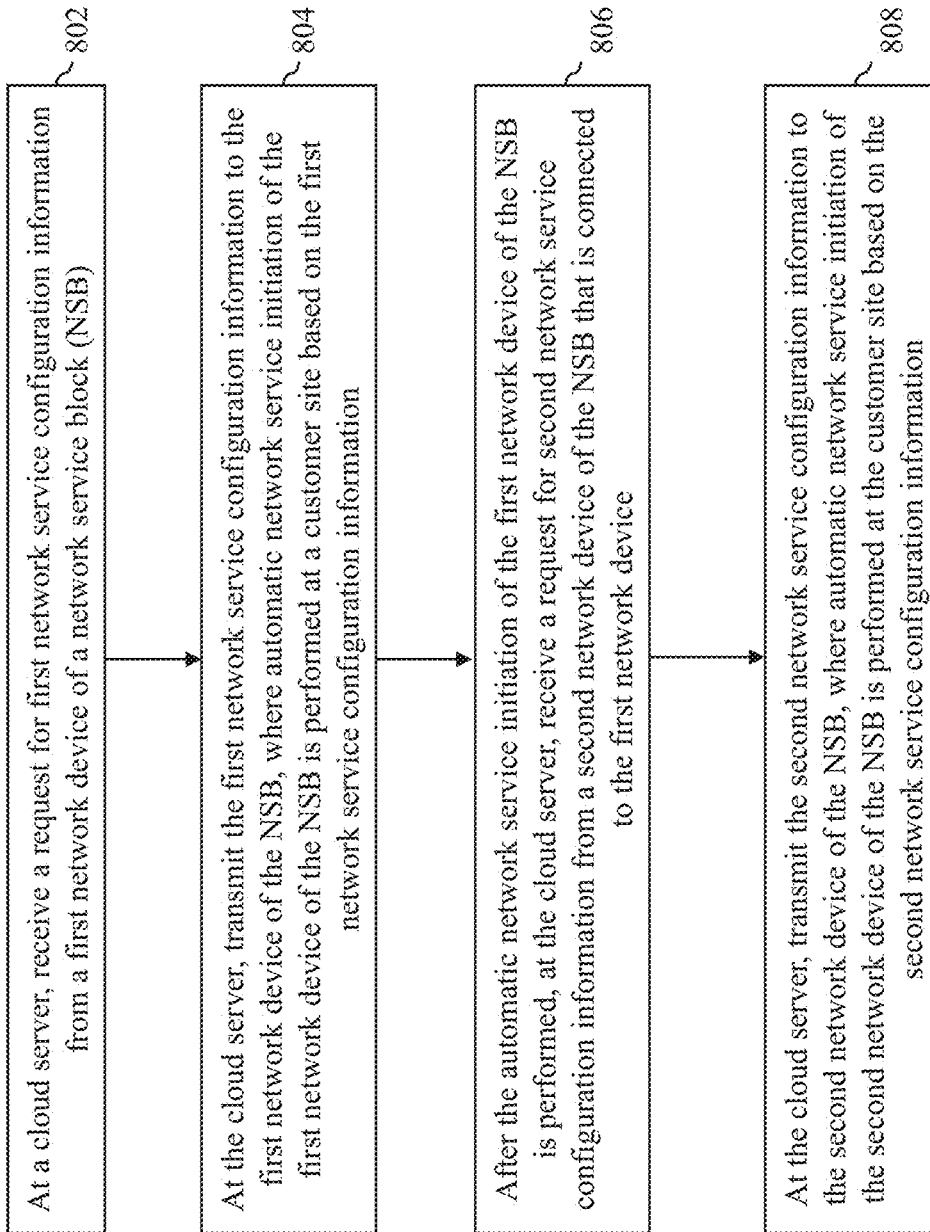 At a cloud server, receive a request for first network service configuration information
from a first network device of a network service block (NSB)
802
At the cloud server, transmit the first network service configuration information to the
first network device of the NSB, where automatic network service initiation of the
first network device of the NSB is performed at a customer site based on the first
network service configuration information
804
After the automatic network service initiation of the first network device of the NSB
is performed, at the cloud server, receive a request for second network service
configuration information from a second network device of the NSB that is connected
to the first network device
806
At the cloud server, transmit the second network service configuration information to
the second network device of the NSB, where automatic network service initiation of
the second network device of the NSB is performed at the customer site based on the
second network service configuration information
808